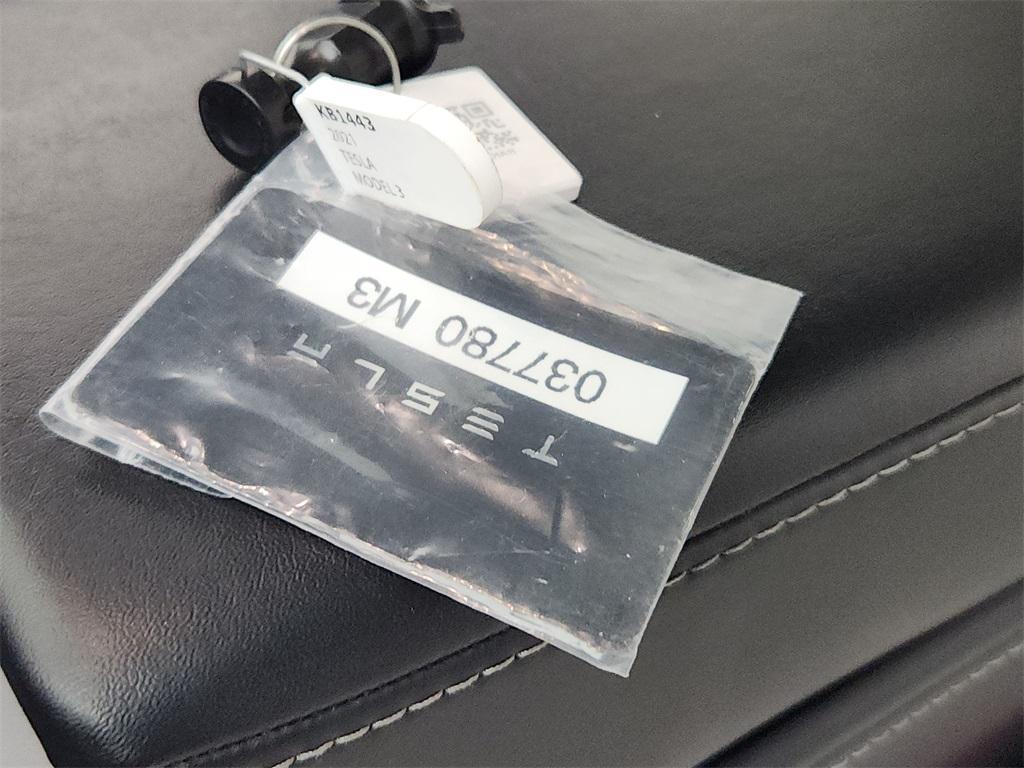 KB1443
2021
TESLA
MODEL3
037780 M3
TESLA